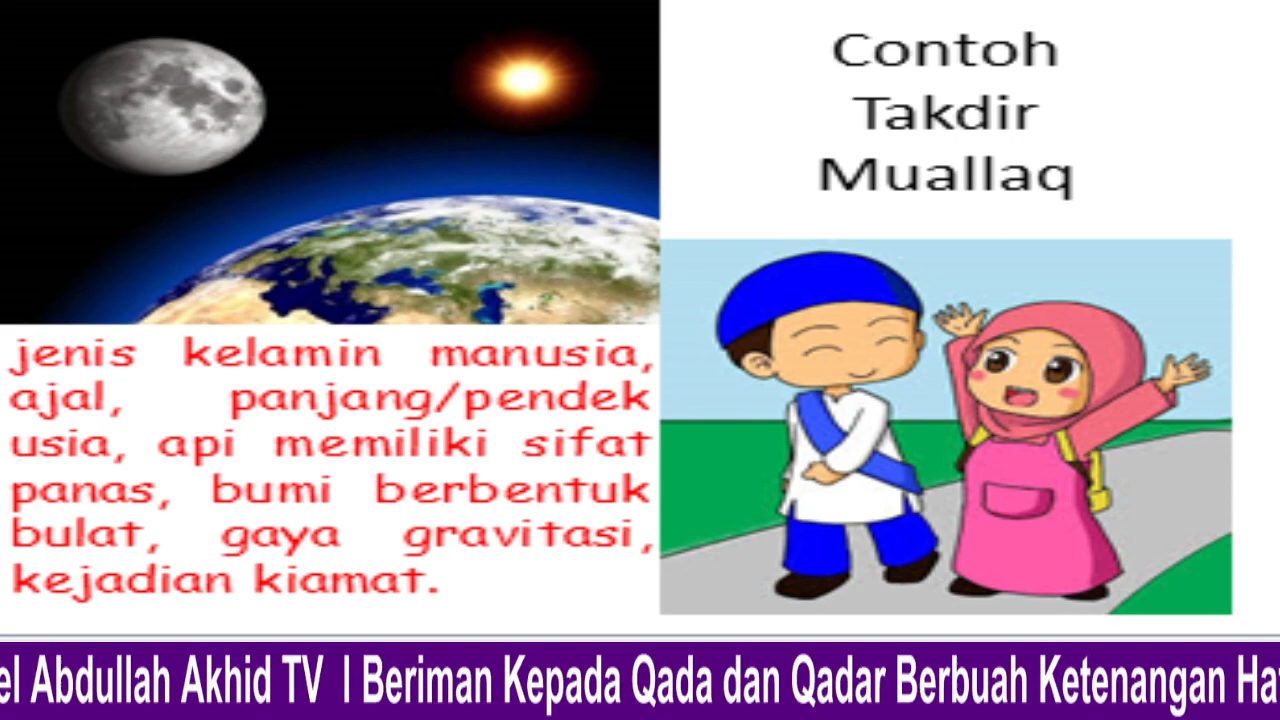 Contoh
Takdir
Muallaq
jenis kelamin manusia,
ajal, panjang/pendek
usia, api memiliki sifat
panas, bumi berbentuk
bulat, gaya gravitasi,
kejadian kiamat.
el Abdullah Akhid TV l Beriman Kepada Qada dan Qadar Berbuah Ketenangan Ha